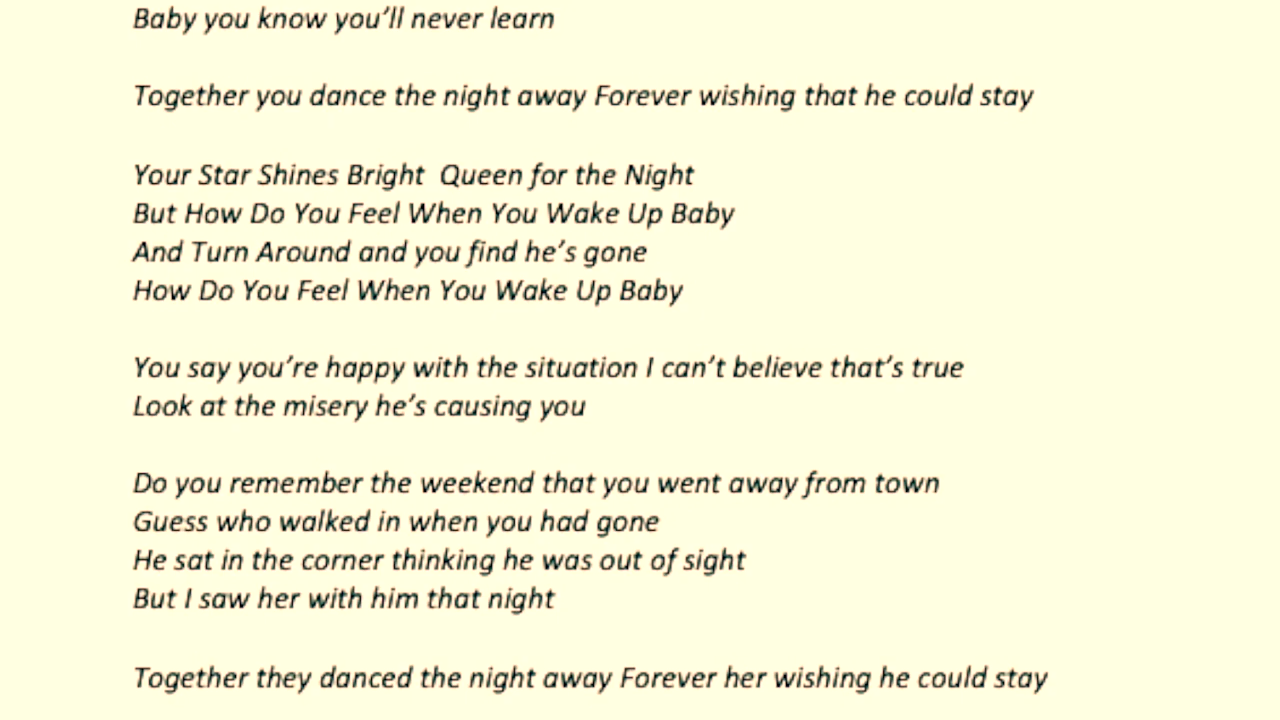 Baby you know you’ll never learn
Together you dance the night away Forever wishing that he could stay
Your Star Shines Bright  Queen for the Night
But How Do You Feel When You Wake Up Baby
And Turn Around and you find he’s gone
How Do You Feel When You Wake Up Baby
You say you’re happy with the situation I can’t believe that’s true
Look at the misery he’s causing you
Do you remember the weekend that you went away from town
Guess who walked in when you had gone
He sat in the corner thinking he was out of sight
But I saw her with him that night
Together they danced the night away Forever her wishing he could stay